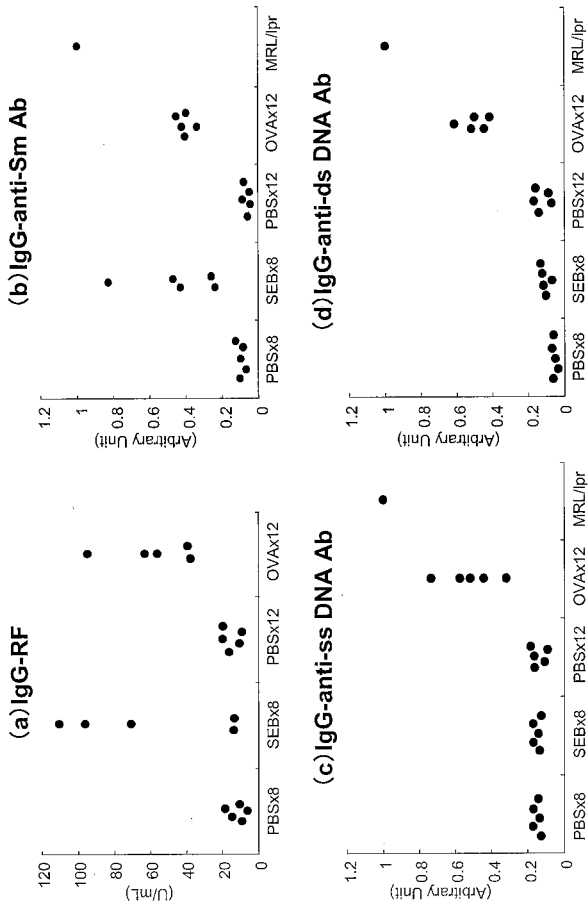 (a)IgG-RF
(U/mL)
120
100
80
60
40
20
0
PBSx8
SEBx8
PBSx12
OVAx12
(b)IgG-anti-Sm Ab
(Arbitrary Unit)
1.2
1
0.8
0.6
0.4
0.2
0
PBSx8
SEBx8
PBSx12
OVAx12
MRL/lpr
(c)IgG-anti-ss DNA Ab
(Arbitrary Unit)
1.2
1
0.8
0.6
0.4
0.2
0
PBSx8
SEBx8
PBSx12
OVAx12
MRL/lpr
(d)IgG-anti-ds DNA Ab
(Arbitrary Unit)
1.2
1
0.8
0.6
0.4
0.2
0
PBSx8
SEBx8
PBSx12
OVAx12
MRL/lpr